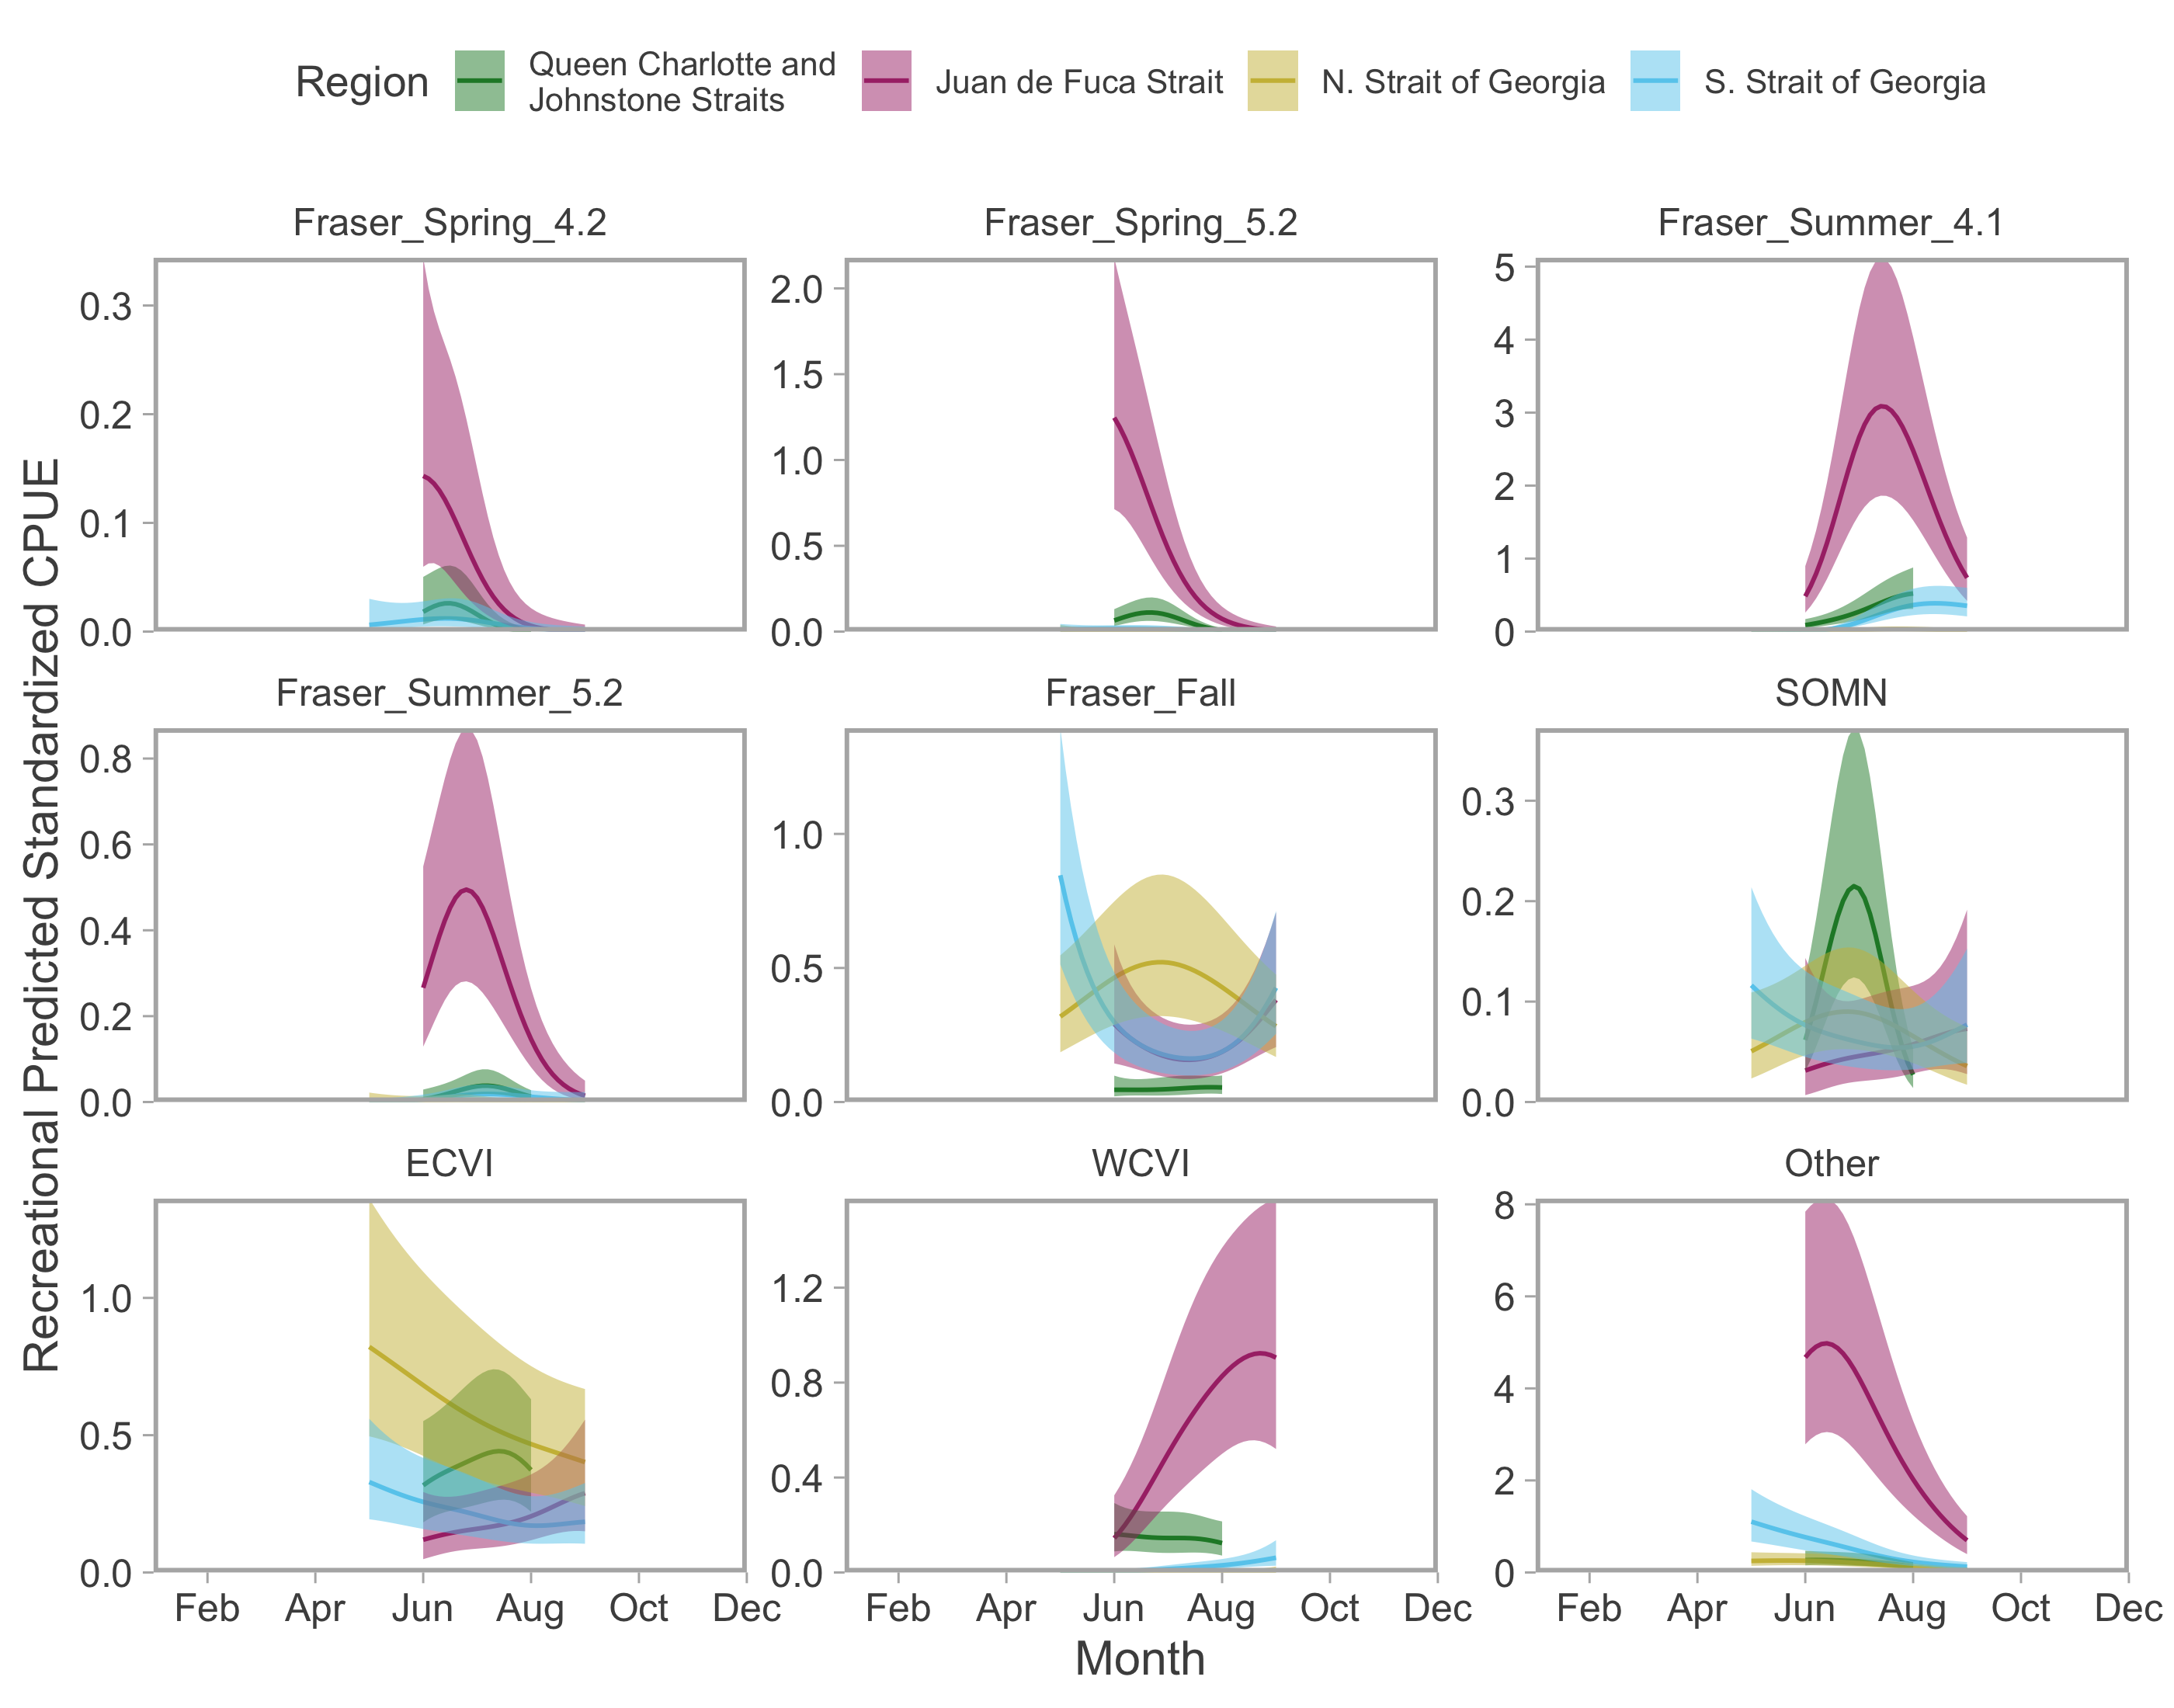 Region
Queen Charlotte and
Johnstone Straits
Juan de Fuca Strait
N. Strait of Georgia
S. Strait of Georgia
Recreational Predicted Standardized CPUE
Fraser_Spring_4.2
0.3
0.2
0.1
0.0
Fraser_Spring_5.2
2.0
1.5
1.0
0.5
0.0
Fraser_Summer_4.1
5
4
3
2
1
0
Fraser_Summer_5.2
0.8
0.6
0.4
0.2
0.0
Fraser_Fall
1.0
0.5
0.0
SOMN
0.3
0.2
0.1
0.0
ECVI
1.0
0.5
0.0
WCVI
1.2
0.8
0.4
0.0
Other
8
6
4
2
0
Feb Apr Jun Aug Oct Dec
Feb Apr Jun Aug Oct Dec
Feb Apr Jun Aug Oct Dec
Month